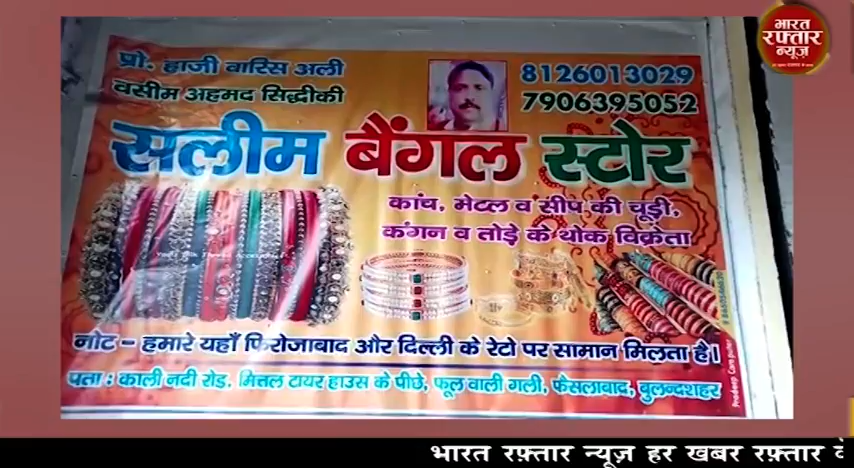 भारत
रफ़्तार
न्यूज़
प्रो. हाजी वारिस अली
वसीम अहमद सिद्दीकी
8126013029
7906395052
सलीम बैंगल स्टोर
कांच, मेटल व सीप की चूड़ी,
कंगन व तोड़े के थोक विक्रेता
नोट - हमारे यहाँ फिरोजाबाद और दिल्ली के रेटो पर सामान मिलता है।
पता : काली नदी रोड, मित्तल टायर हाउस के पीछे, फूल वाली गली, फैसलाबाद, बुलन्दशहर
भारत रफ़्तार न्यूज़ हर खबर रफ़्तार